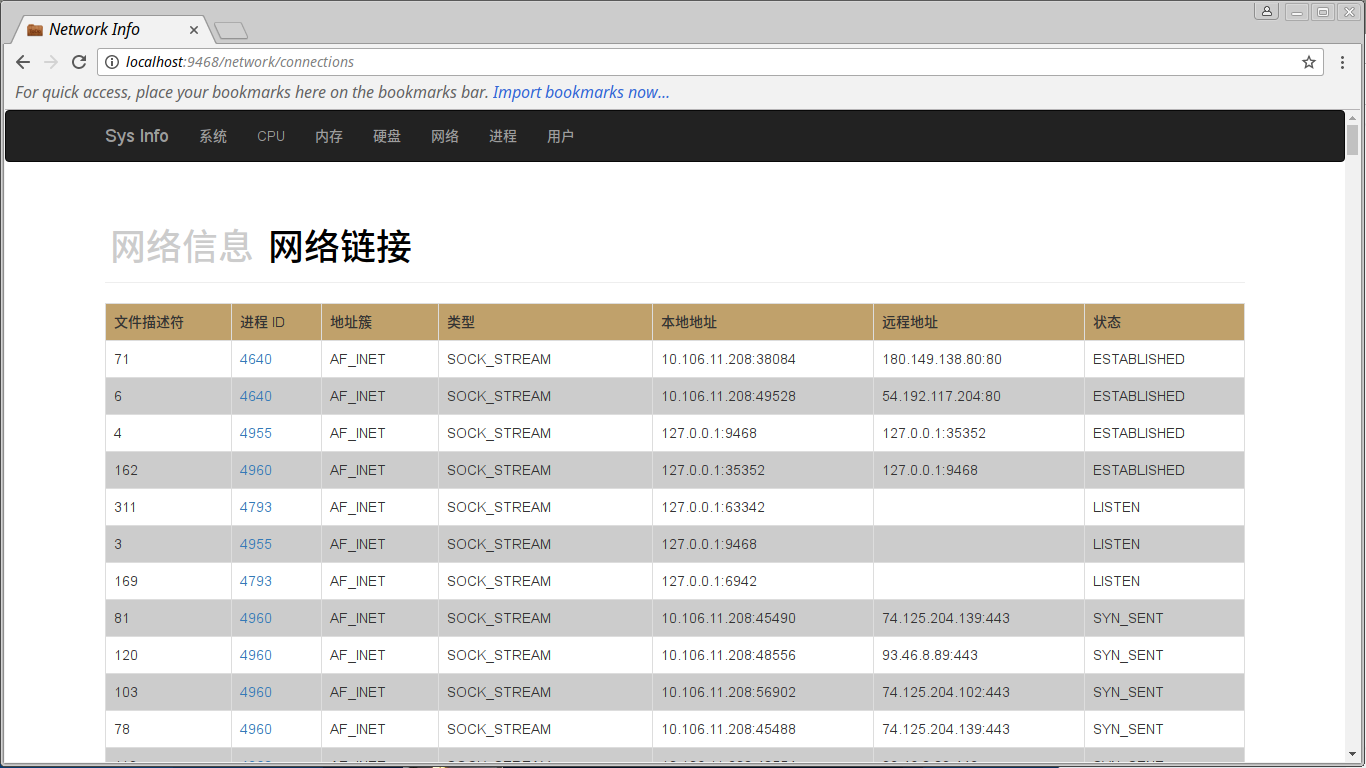 Network Info
localhost:9468/network/connections
For quick access, place your bookmarks here on the bookmarks bar. Import bookmarks now...
Sys Info 系统 CPU 内存 硬盘 网络 进程 用户
网络信息 网络链接
文件描述符 进程 ID 地址簇 类型 本地地址 远程地址 状态
71 4640 AF_INET SOCK_STREAM 10.106.11.208:38084 180.149.138.80:80 ESTABLISHED
6 4640 AF_INET SOCK_STREAM 10.106.11.208:49528 54.192.117.204:80 ESTABLISHED
4 4955 AF_INET SOCK_STREAM 127.0.0.1:9468 127.0.0.1:35352 ESTABLISHED
162 4960 AF_INET SOCK_STREAM 127.0.0.1:35352 127.0.0.1:9468 ESTABLISHED
311 4793 AF_INET SOCK_STREAM 127.0.0.1:63342 LISTEN
3 4955 AF_INET SOCK_STREAM 127.0.0.1:9468 LISTEN
169 4793 AF_INET SOCK_STREAM 127.0.0.1:6942 LISTEN
81 4960 AF_INET SOCK_STREAM 10.106.11.208:45490 74.125.204.139:443 SYN_SENT
120 4960 AF_INET SOCK_STREAM 10.106.11.208:48556 93.46.8.89:443 SYN_SENT
103 4960 AF_INET SOCK_STREAM 10.106.11.208:56902 74.125.204.102:443 SYN_SENT
78 4960 AF_INET SOCK_STREAM 10.106.11.208:45488 74.125.204.139:443 SYN_SENT